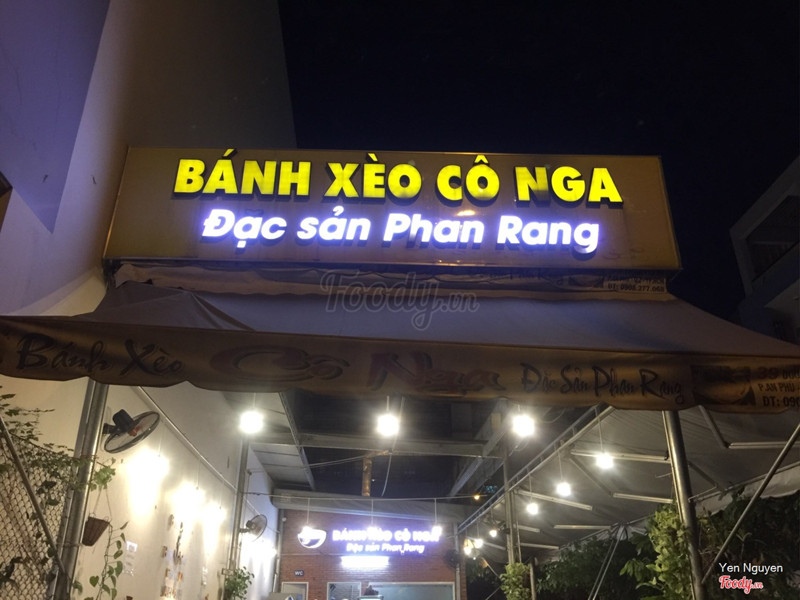 BÁNH XÈO CÔ NGA
Đặc sản Phan Rang
Foody.vn
Bánh Xèo Cô Nga Đặc Sản Phan Rang
BÁNH XÈO CÔ NGA
Đặc sản Phan Rang
WC
Yen Nguyen
Foody.vn